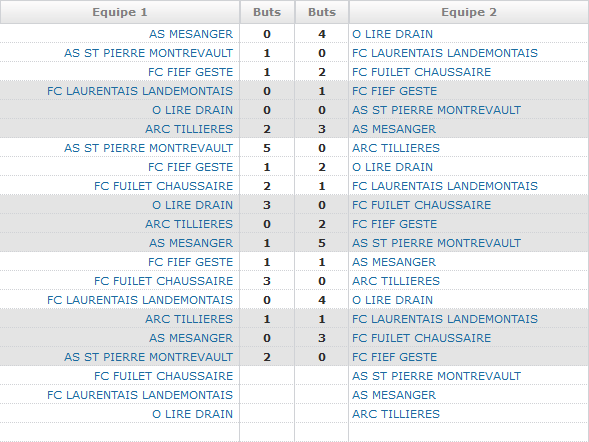 Equipe 1 Buts Buts Equipe 2
AS MESANGER 0 4 O LIRE DRAIN
AS ST PIERRE MONTREVAULT 1 0 FC LAURENTAIS LANDEMONTAIS
FC FIEF GESTE 1 2 FC FUILET CHAUSSAIRE
FC LAURENTAIS LANDEMONTAIS 0 1 FC FIEF GESTE
O LIRE DRAIN 0 0 AS ST PIERRE MONTREVAULT
ARC TILLIERES 2 3 AS MESANGER
AS ST PIERRE MONTREVAULT 5 0 ARC TILLIERES
FC FIEF GESTE 1 2 O LIRE DRAIN
FC FUILET CHAUSSAIRE 2 1 FC LAURENTAIS LANDEMONTAIS
O LIRE DRAIN 3 0 FC FUILET CHAUSSAIRE
ARC TILLIERES 0 2 FC FIEF GESTE
AS MESANGER 1 5 AS ST PIERRE MONTREVAULT
FC FIEF GESTE 1 1 AS MESANGER
FC FUILET CHAUSSAIRE 3 0 ARC TILLIERES
FC LAURENTAIS LANDEMONTAIS 0 4 O LIRE DRAIN
ARC TILLIERES 1 1 FC LAURENTAIS LANDEMONTAIS
AS MESANGER 0 3 FC FUILET CHAUSSAIRE
AS ST PIERRE MONTREVAULT 2 0 FC FIEF GESTE
FC FUILET CHAUSSAIRE AS ST PIERRE MONTREVAULT
FC LAURENTAIS LANDEMONTAIS AS MESANGER
O LIRE DRAIN ARC TILLIERES